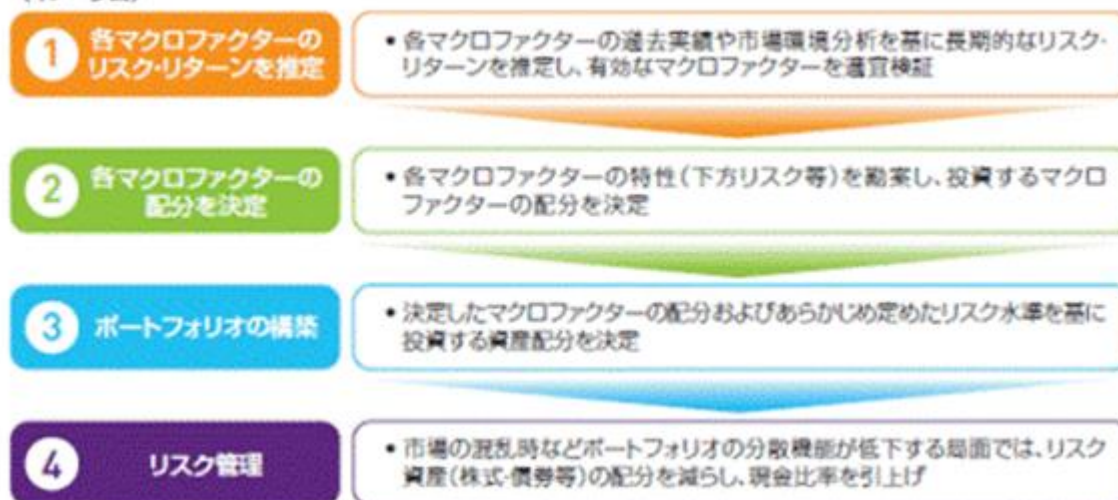 1 各マクロファクターの
リスク・リターンを推定
• 各マクロファクターの過去実績や市場環境分析を基に長期的なリスク・
リターンを推定し、有効なマクロファクターを適宜検証
2 各マクロファクターの
配分を決定
• 各マクロファクターの特性(下方リスク等)を勘案し、投資するマクロ
ファクターの配分を決定
3 ポートフォリオの構築
• 決定したマクロファクターの配分およびあらかじめ定めたリスク水準を基に
投資する資産配分を決定
4 リスク管理
• 市場の混乱時などポートフォリオの分散機能が低下する局面では、リスク
資産(株式・債券等)の配分を減らし、現金比率を引上げ